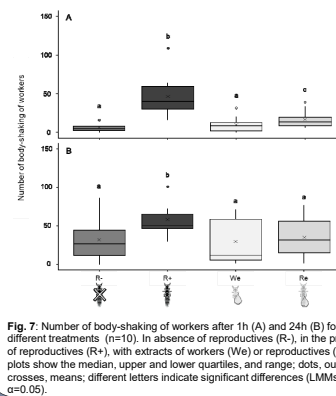 A
150
b
100
50
a
a
c
0
Number of body-shaking of workers
B
150
b
100
a
a
a
50
0
R-
R+
We
Re
Fig. 7: Number of body-shaking of workers after 1h (A) and 24h (B) fo
different treatments (n=10). In absence of reproductives (R-), in the
of reproductives (R+), with extracts of workers (We) or reproductives (
plots show the median, upper and lower quartiles, and range; dots,
crosses, means; different letters indicate significant differences (LMMs
α=0.05).